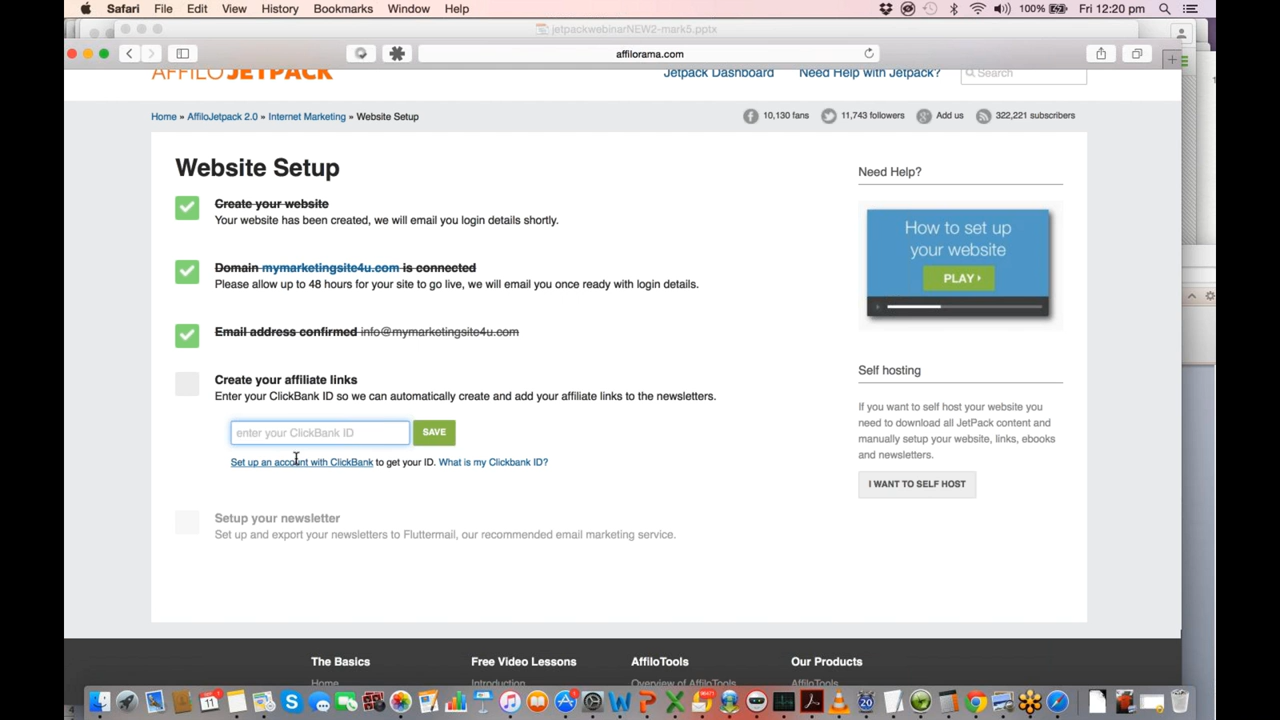 Safari File Edit View History Bookmarks Window Help 100% Fri 12:20 pm
jetpackwebinarNEW2-mark5.pptx
affilorama.com
AFFILOJETPACK Jetpack Dashboard Need Help with Jetpack? Search
Home » AffiloJetpack 2.0 » Internet Marketing » Website Setup 10,130 fans 11,743 followers Add us 322,221 subscribers
Website Setup
Create your website
Your website has been created, we will email you login details shortly.
Domain mymarketingsite4u.com is connected
Please allow up to 48 hours for your site to go live, we will email you once ready with login details.
Email address confirmed info@mymarketingsite4u.com
Create your affiliate links
Enter your ClickBank ID so we can automatically create and add your affiliate links to the newsletters.
enter your ClickBank ID SAVE
Set up an account with ClickBank to get your ID. What is my Clickbank ID?
Setup your newsletter
Set up and export your newsletters to Fluttermail, our recommended email marketing service.
Need Help?
How to set up
your website
PLAY
Self hosting
If you want to self host your website you
need to download all JetPack content and
manually setup your website, links, ebooks
and newsletters.
I WANT TO SELF HOST
The Basics Free Video Lessons AffiloTools Our Products
Home Introduction Overview of AffiloTools AffiloTools